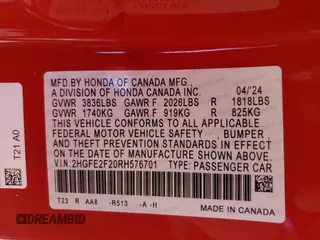 MFD.BY HONDA OF CANADA MFG.,
A DIVISION OF HONDA CANADA INC. 04/24
GVWR 3836LBS GAWR F 2026LBS R 1818LBS
GVWR 1740KG GAWR F 919KG R 825KG
THIS VEHICLE CONFORMS TO ALL APPLICABLE
FEDERAL MOTOR VEHICLE SAFETY, BUMPER,
AND THEFT PREVENTION STANDARDS IN EFFECT
ON THE DATE OF MANUFACTURE SHOWN ABOVE.
V.I.N.:2HGFE2F20RH576701 TYPE: PASSENGER CAR
T23 R AA8 -R513 -A -H
MADE IN CANADA
T21 A0
DREAMBID